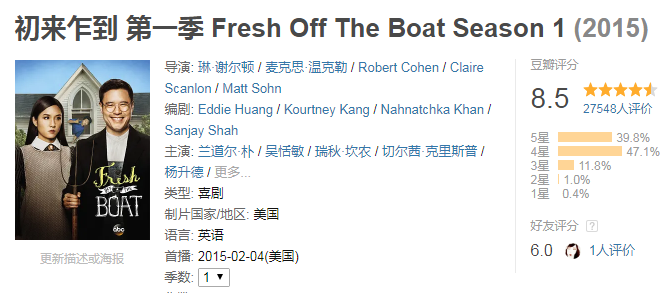 初来乍到 第一季 Fresh Off The Boat Season 1 (2015)
Fresh
OFF THE
BOAT
abc
更新描述或海报
导演: 琳·谢尔顿 / 麦克思·温克勒 / Robert Cohen / Claire
Scanlon / Matt Sohn
编剧: Eddie Huang / Kourtney Kang / Nahnatchka Khan /
Sanjay Shah
主演: 兰道尔·朴 / 吴恬敏 / 瑞秋·坎农 / 切尔茜·克里斯普 /
杨升德 / 更多...
类型: 喜剧
制片国家/地区: 美国
语言: 英语
首播: 2015-02-04(美国)
季数: 1
豆瓣评分
8.5
27548人评价
5星 39.8%
4星 47.1%
3星 11.8%
2星 1.0%
1星 0.4%
好友评分 ?
6.0 1人评价